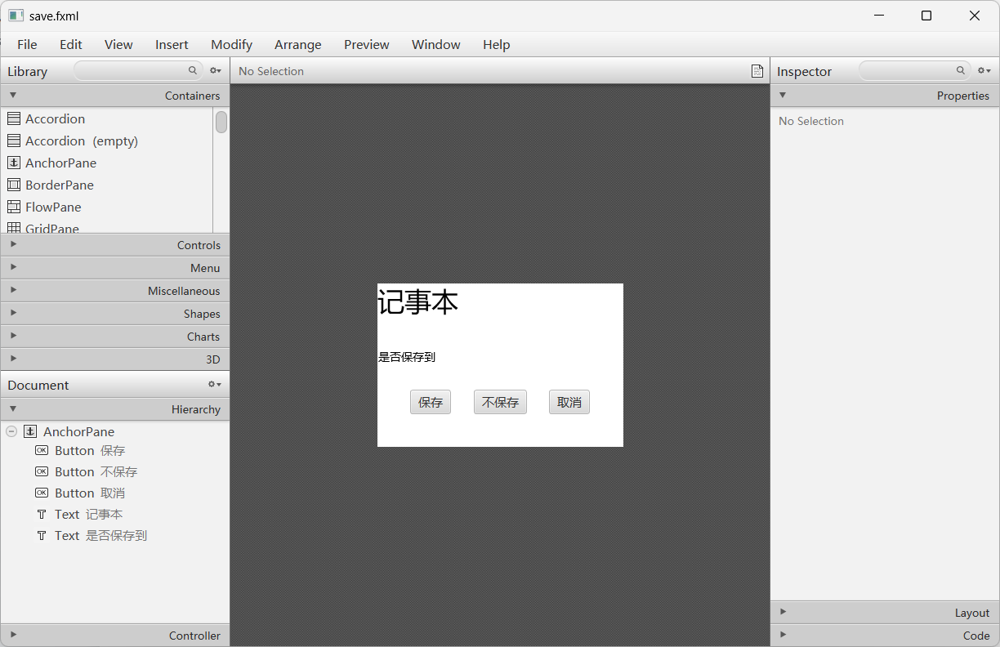 save.fxml
File Edit View Insert Modify Arrange Preview Window Help
Library
Containers
Accordion
Accordion (empty)
AnchorPane
BorderPane
FlowPane
GridPane
Controls
Menu
Miscellaneous
Shapes
Charts
3D
Document
Hierarchy
AnchorPane
OK Button 保存
OK Button 不保存
OK Button 取消
T Text 记事本
T Text 是否保存到
Controller
No Selection
记事本
是否保存到
保存 不保存 取消
Inspector
Properties
No Selection
Layout
Code